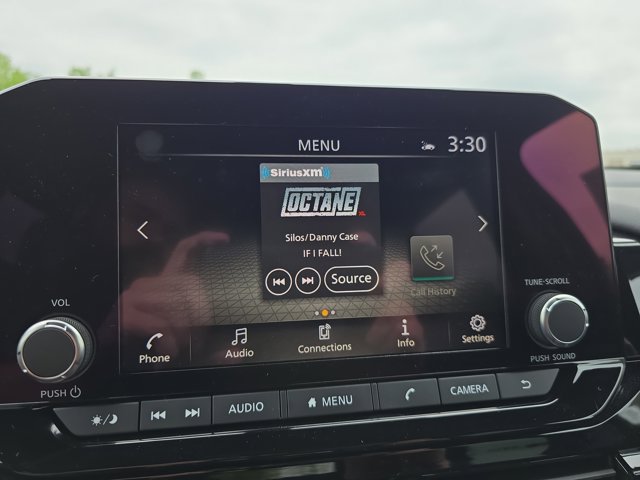 MENU
3:30
SiriusXM
OCTANE XL
Silos/Danny Case
IF I FALL!
Source
Call History
Phone
Audio
Connections
Info
Settings
VOL
PUSH
TUNE·SCROLL
PUSH SOUND
AUDIO
MENU
CAMERA